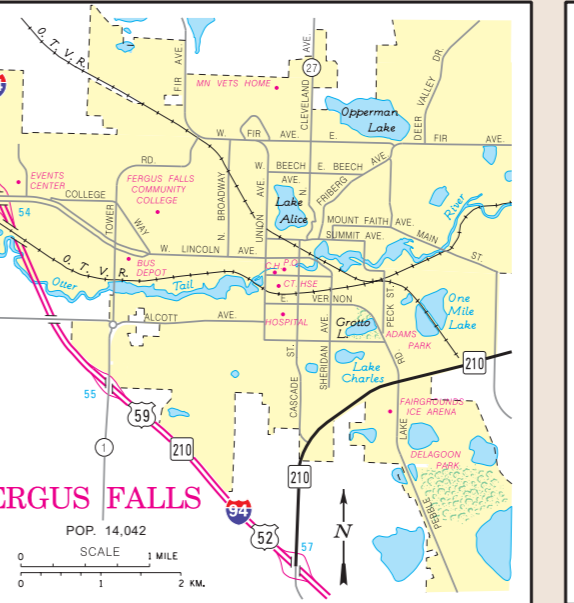 O. T. V. R.
FIR AVE.
MN VETS HOME
CLEVELAND AVE.
27
Opperman
Lake
DEER VALLEY DR.
W. FIR AVE. E.
FIR AVE.
RD.
W. BEECH E. BEECH AVE.
AVE.
EVENTS
CENTER
FERGUS FALLS
COMMUNITY
COLLEGE
COLLEGE WAY
54
TOWER
N. BROADWAY
UNION AVE.
Lake
Alice
N.
FRIBERG
River
MOUNT FAITH AVE.
SUMMIT AVE.
MAIN ST.
W. LINCOLN AVE.
BUS
DEPOT
O. T. V. R.
C.H.
P.O.
CT. HSE
Otter Tail
E. VERNON
ALCOTT AVE.
HOSPITAL
Grotto
L.
PECK ST.
ADAMS
PARK
One
Mile
Lake
CASCADE ST.
SHERIDAN AVE.
Lake
Charles
210
55
59
210
1
FAIRGROUNDS
ICE ARENA
PEBBLE LAKE RD
DELAGOON
PARK
210
94
52
57
ERGUS FALLS
POP. 14,042
SCALE
0 1 MILE
0 1 2 KM.
N